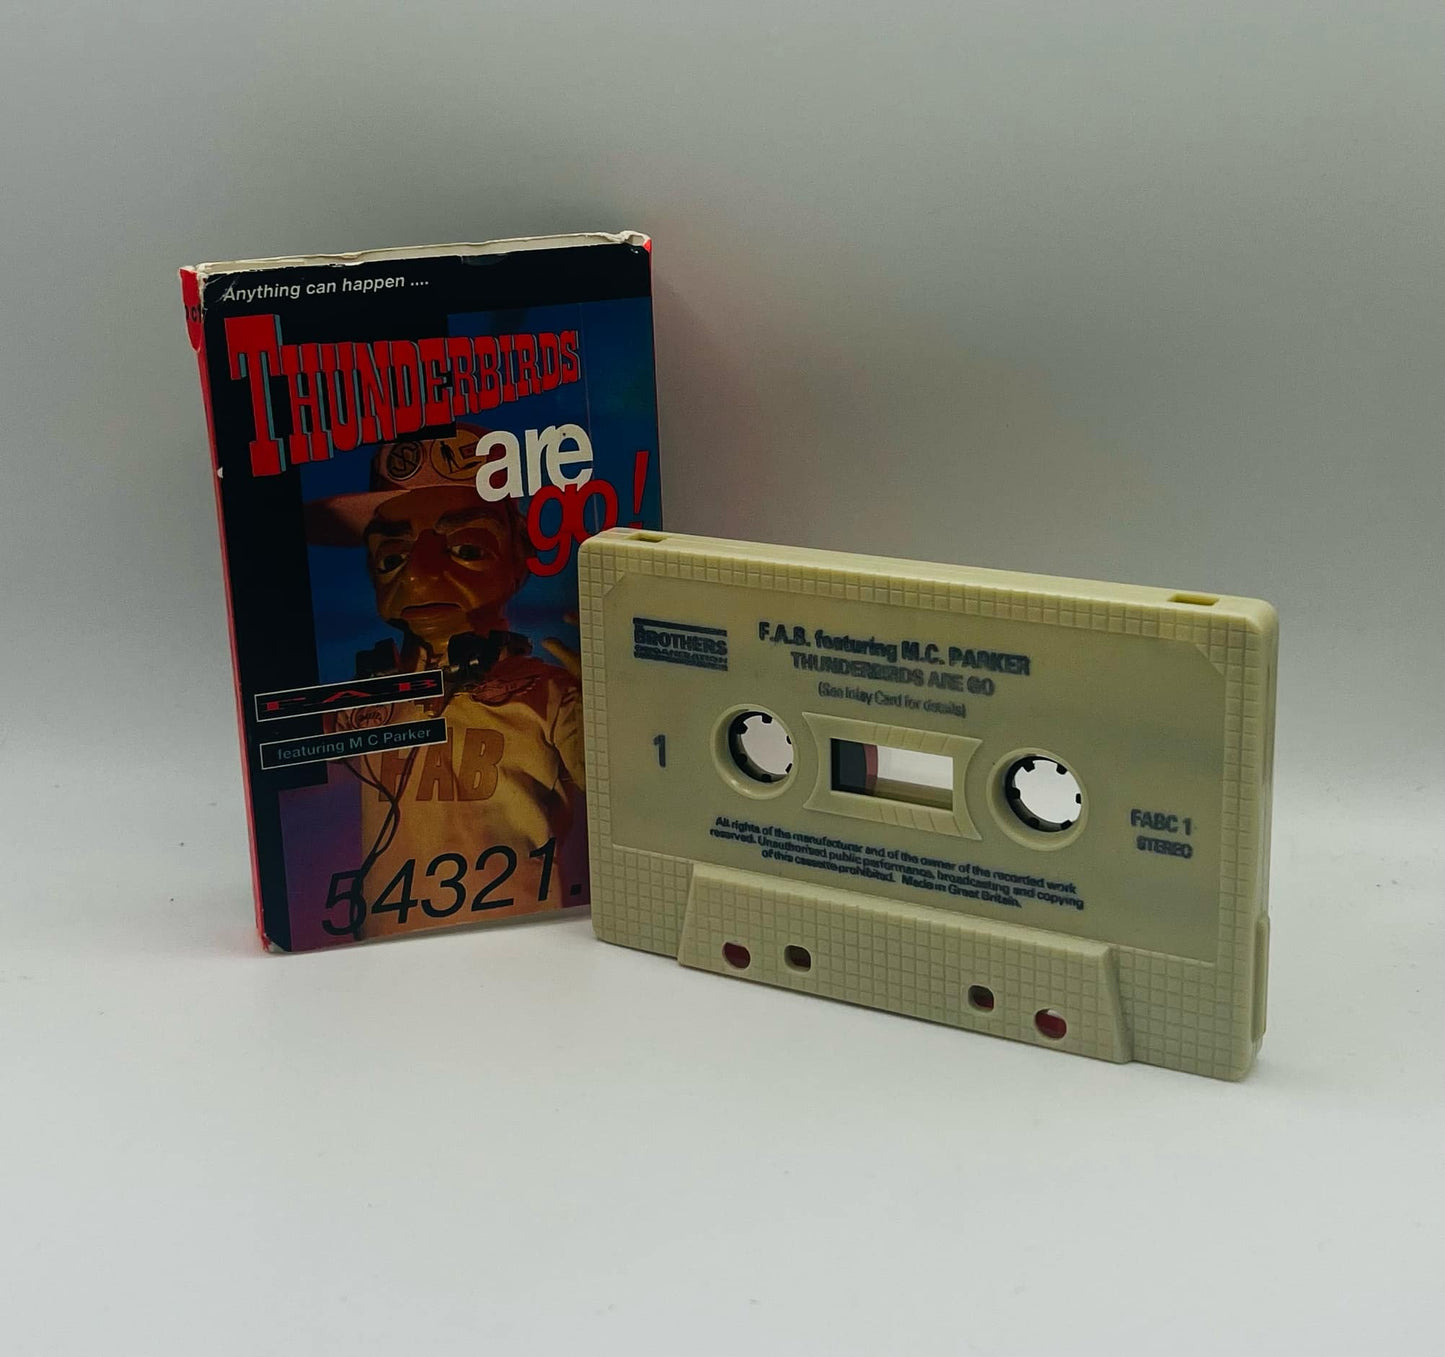 Anything can happen ....
THUNDERBIRDS
are
go!
F.A.B
featuring M C Parker
FAB
54321.
BROTHERS
ORGANISATION
F.A.B. featuring M.C. PARKER
THUNDERBIRDS ARE GO
(See Inlay Card for details)
1
FABC 1
STEREO
All rights of the manufacturer and of the owner of the recorded work
reserved. Unauthorised public performance, broadcasting and copying
of this cassette prohibited. Made in Great Britain.